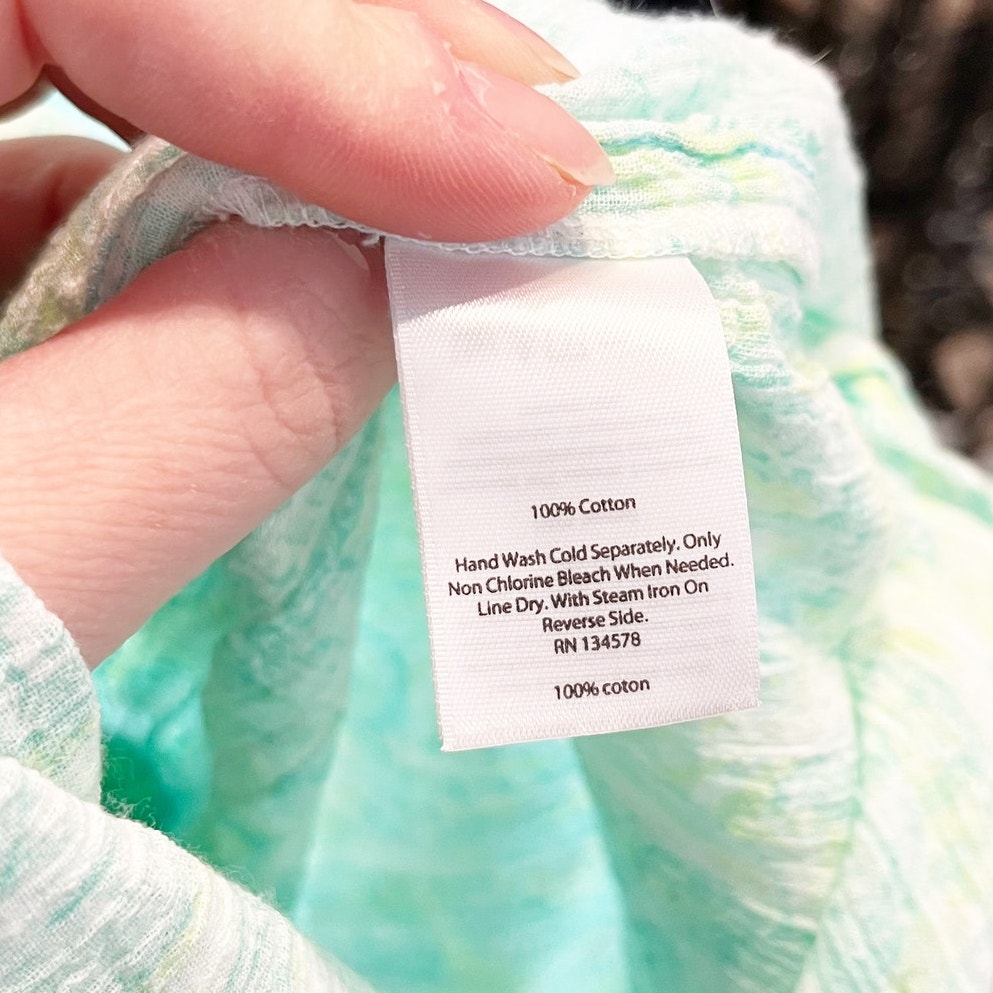 100% Cotton
Hand Wash Cold Separately. Only
Non Chlorine Bleach When Needed.
Line Dry. With Steam Iron On
Reverse Side.
RN 134578
100% coton